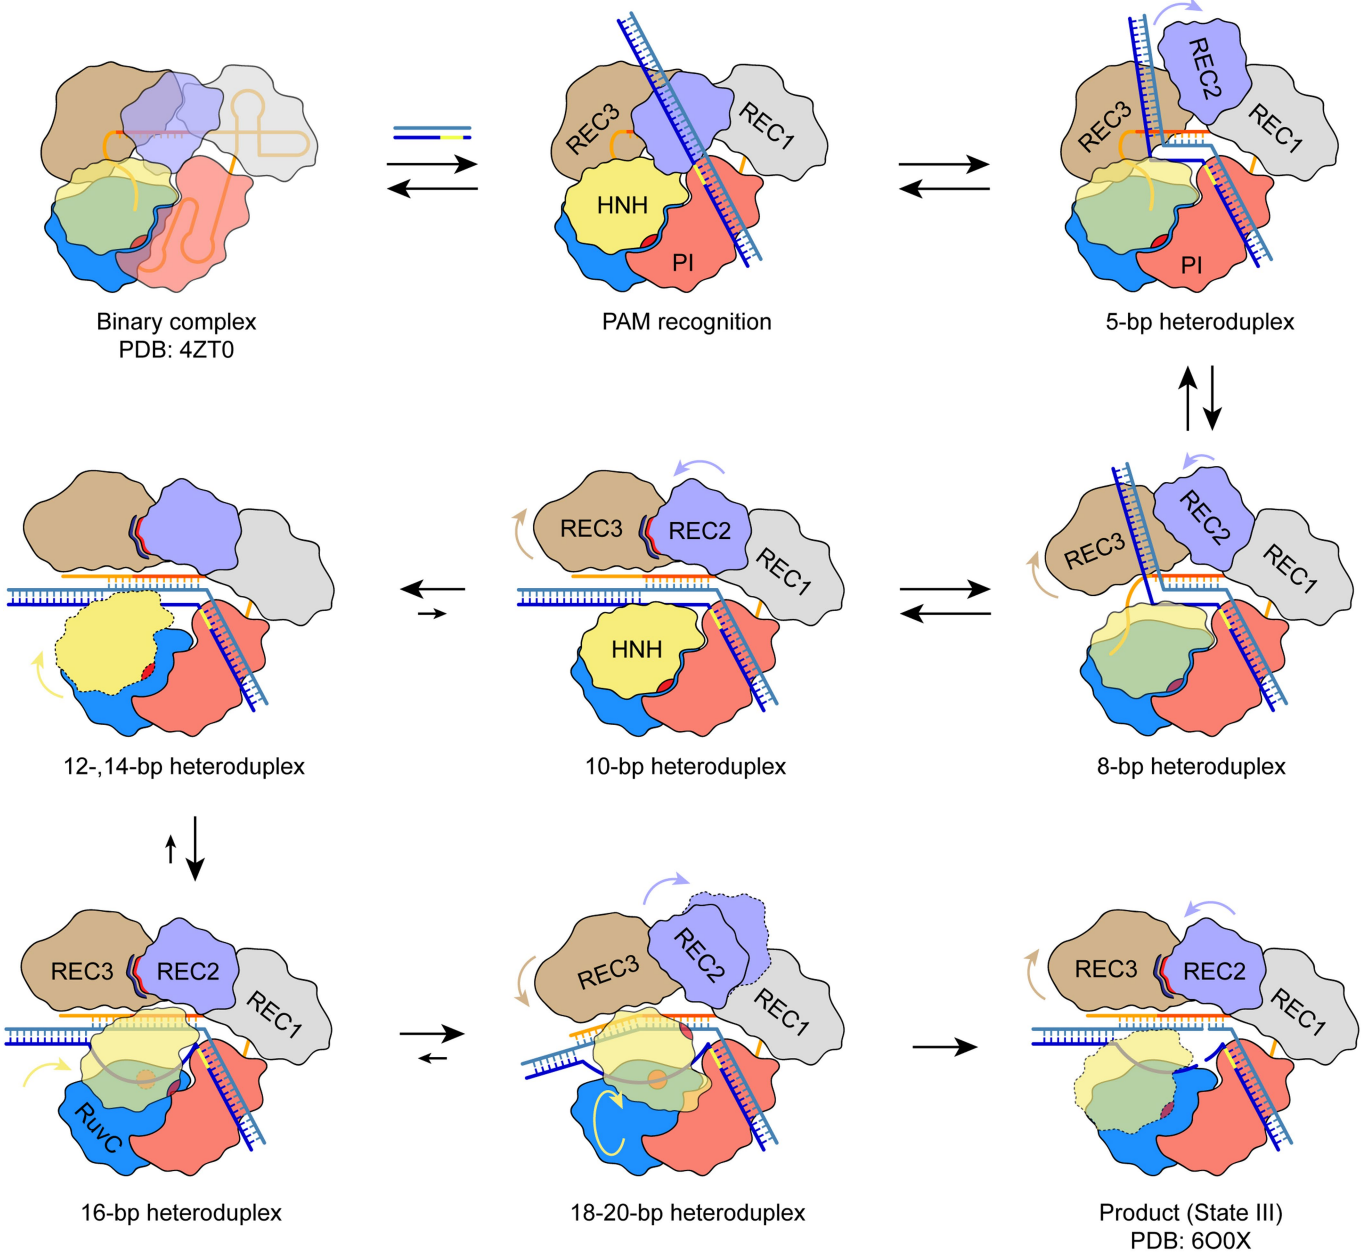 REC3
REC1
HNH
PI
Binary complex
PDB: 4ZT0
PAM recognition
REC2
REC3
REC1
PI
5-bp heteroduplex
REC3
REC2
REC1
HNH
12-,14-bp heteroduplex
10-bp heteroduplex
REC2
REC3
REC1
8-bp heteroduplex
REC3
REC2
REC1
RuvC
16-bp heteroduplex
REC3
REC2
REC1
18-20-bp heteroduplex
REC3
REC2
REC1
Product (State III)
PDB: 6O0X